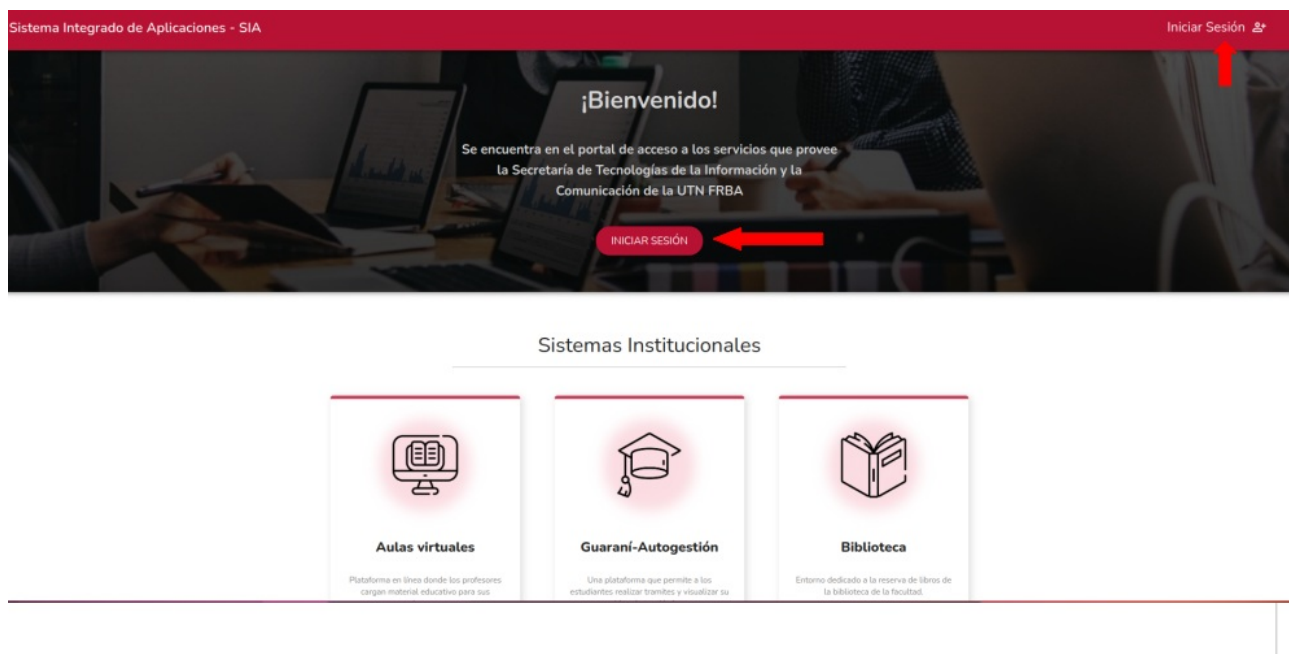 Sistema Integrado de Aplicaciones - SIA
Iniciar Sesión
¡Bienvenido!
Se encuentra en el portal de acceso a los servicios que provee
la Secretaría de Tecnologías de la Información y la
Comunicación de la UTN FRBA
INICIAR SESIÓN
Sistemas Institucionales
Aulas virtuales
Plataforma en línea donde los profesores
cargan material educativo para sus
Guaraní-Autogestión
Una plataforma que permite a los
estudiantes realizar tramites y visualizar su
Biblioteca
Entorno dedicado a la reserva de libros de
la biblioteca de la facultad.